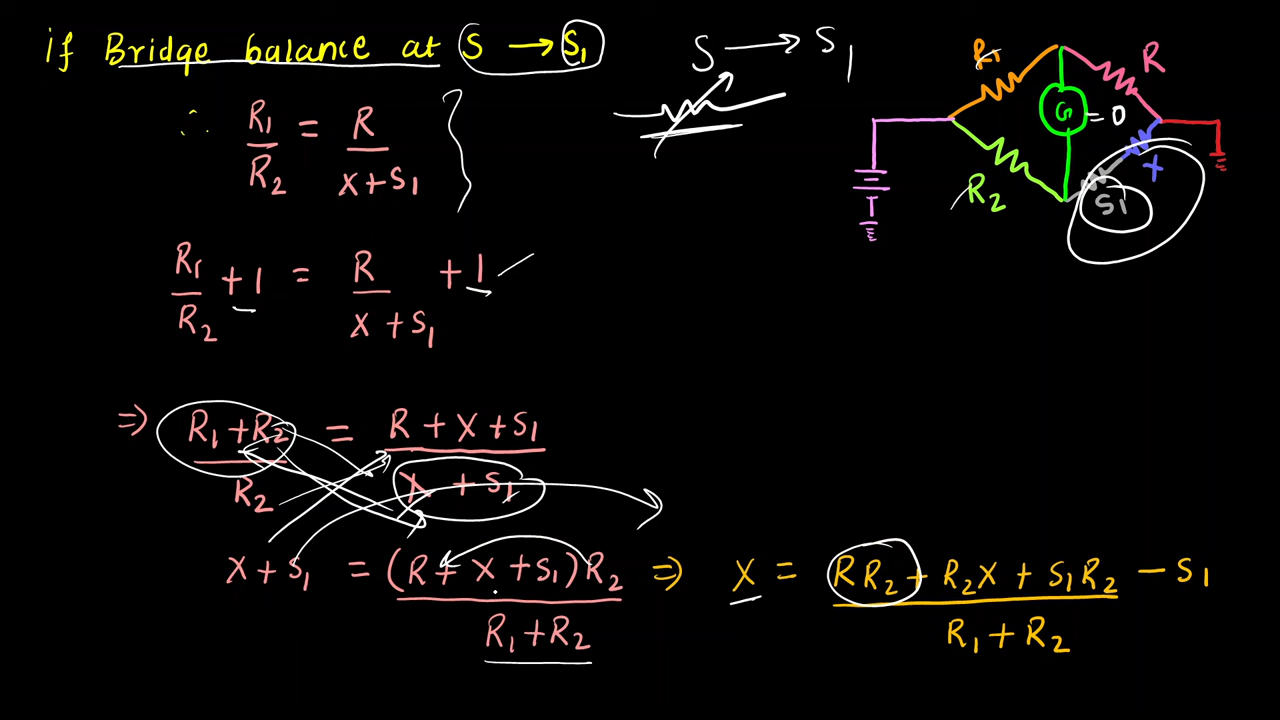 if Bridge balance at S → S₁
S → S₁
R₁
R
G = 0
R₂
X
S₁
∴ R₁/R₂ = R/(X+S₁)
R₁/R₂ + 1 = R/(X+S₁) + 1
⇒ (R₁+R₂)/R₂ = (R+X+S₁)/(X+S₁)
X+S₁ = (R+X+S₁)R₂/(R₁+R₂) ⇒ X = (RR₂+R₂X+S₁R₂)/(R₁+R₂) - S₁